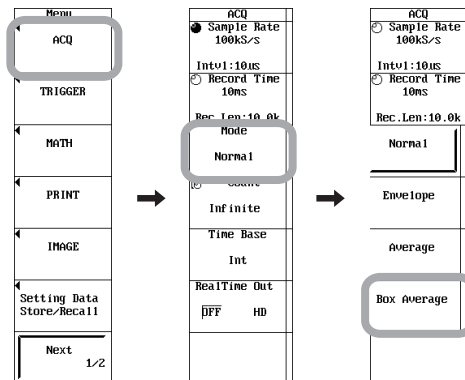 Menu
ACQ
TRIGGER
MATH
PRINT
IMAGE
Setting Data
Store/Recall
Next
1/2
ACQ
Sample Rate
100kS/s
Intvl:10us
Record Time
10ms
Rec.Len:10.0k
Mode
Normal
Count
Infinite
Time Base
Int
RealTime Out
OFF HD
ACQ
Sample Rate
100kS/s
Intvl:10us
Record Time
10ms
Rec.Len:10.0k
Normal
Envelope
Average
Box Average